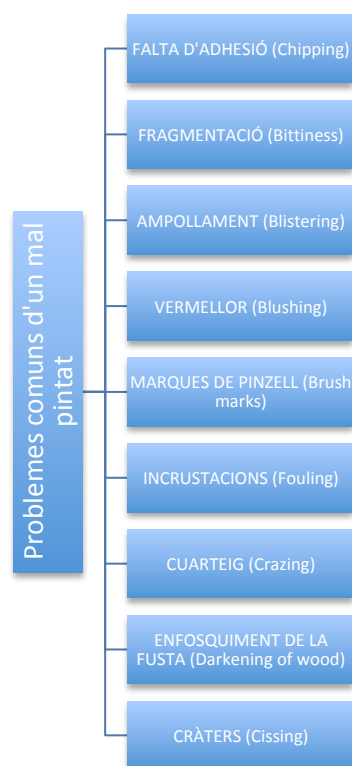 Problemes comuns d'un mal
pintat
FALTA D'ADHESIÓ (Chipping)
FRAGMENTACIÓ (Bittiness)
AMPOLLAMENT (Blistering)
VERMELLOR (Blushing)
MARQUES DE PINZELL (Brush
marks)
INCRUSTACIONS (Fouling)
CUARTEIG (Crazing)
ENFOSQUIMENT DE LA
FUSTA (Darkening of wood)
CRÀTERS (Cissing)